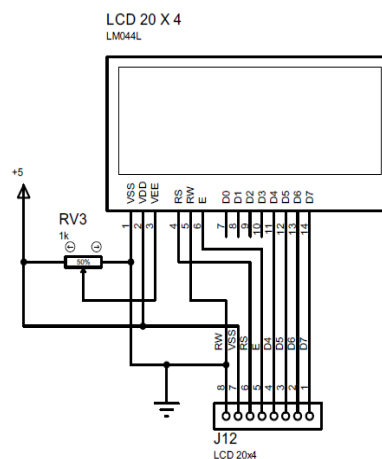 LCD 20 X 4
LM044L
+5
RV3
1k
50%
VSS
VDD
VEE
RS
RW
E
D0
D1
D2
D3
D4
D5
D6
D7
1
2
3
4
5
6
7
8
9
10
11
12
13
14
RW
VSS
RS
E
D4
D5
D6
D7
8
7
6
5
4
3
2
1
J12
LCD 20x4